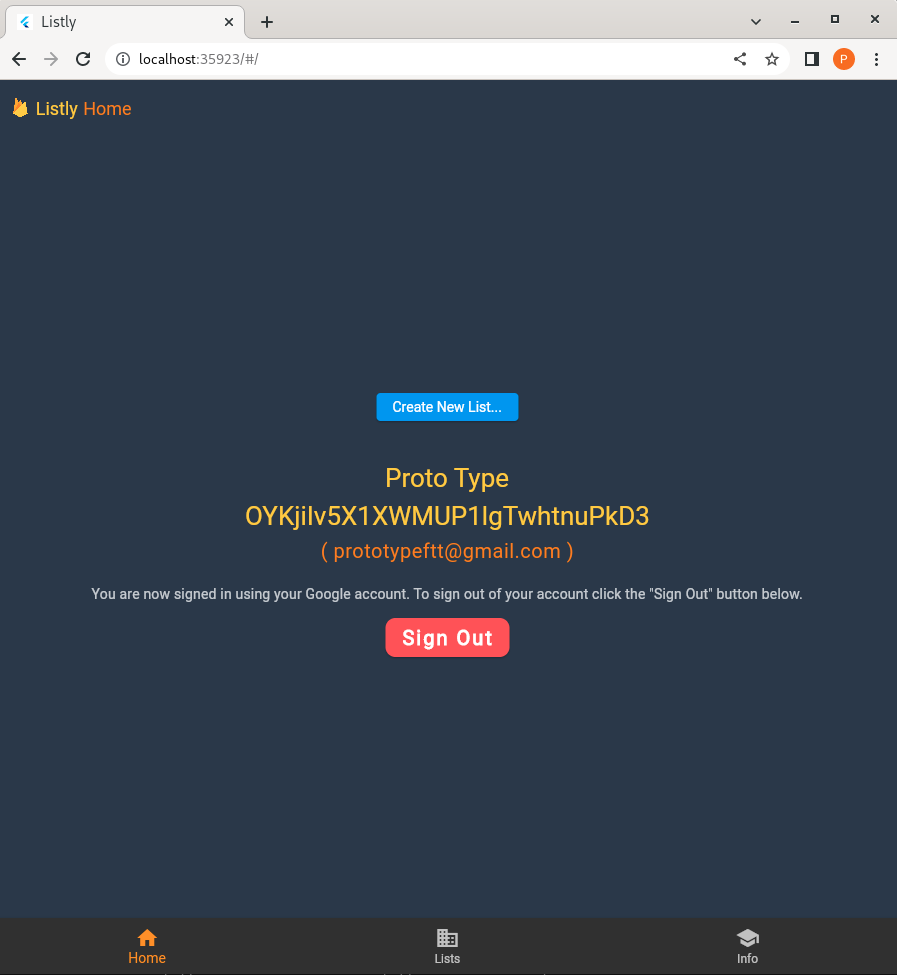 Listly
localhost:35923/#/
P
Listly Home
Create New List...
Proto Type
OYKjiIv5X1XWMUP1IgTwhtnuPkD3
( prototypeftt@gmail.com )
You are now signed in using your Google account. To sign out of your account click the "Sign Out" button below.
Sign Out
Home
Lists
Info